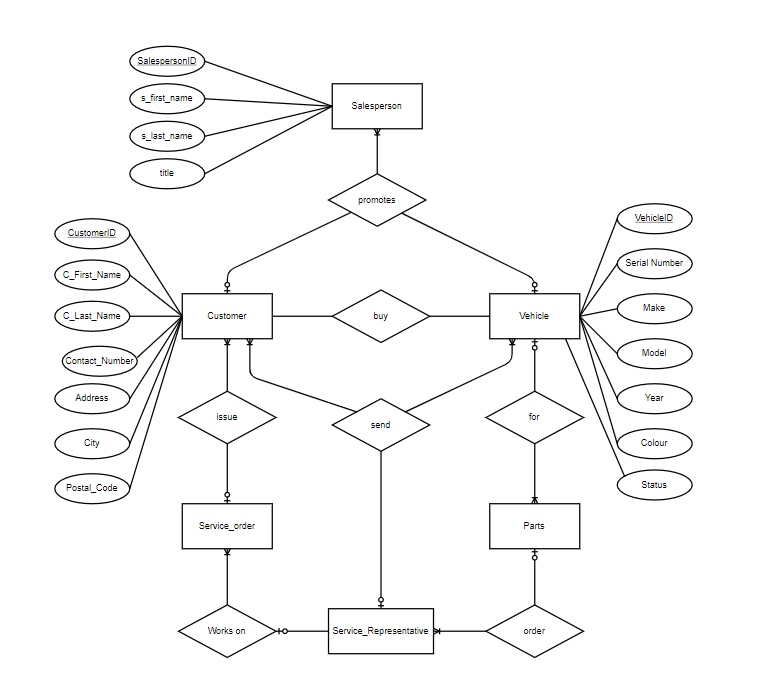 SalespersonID
s_first_name
Salesperson
s_last_name
title
promotes
CustomerID
VehicleID
C_First_Name
Serial Number
C_Last_Name
Customer
buy
Vehicle
Make
Contact_Number
Model
Address
Year
issue
send
for
City
Colour
Postal_Code
Status
Service_order
Parts
Works on
Service_Representative
order